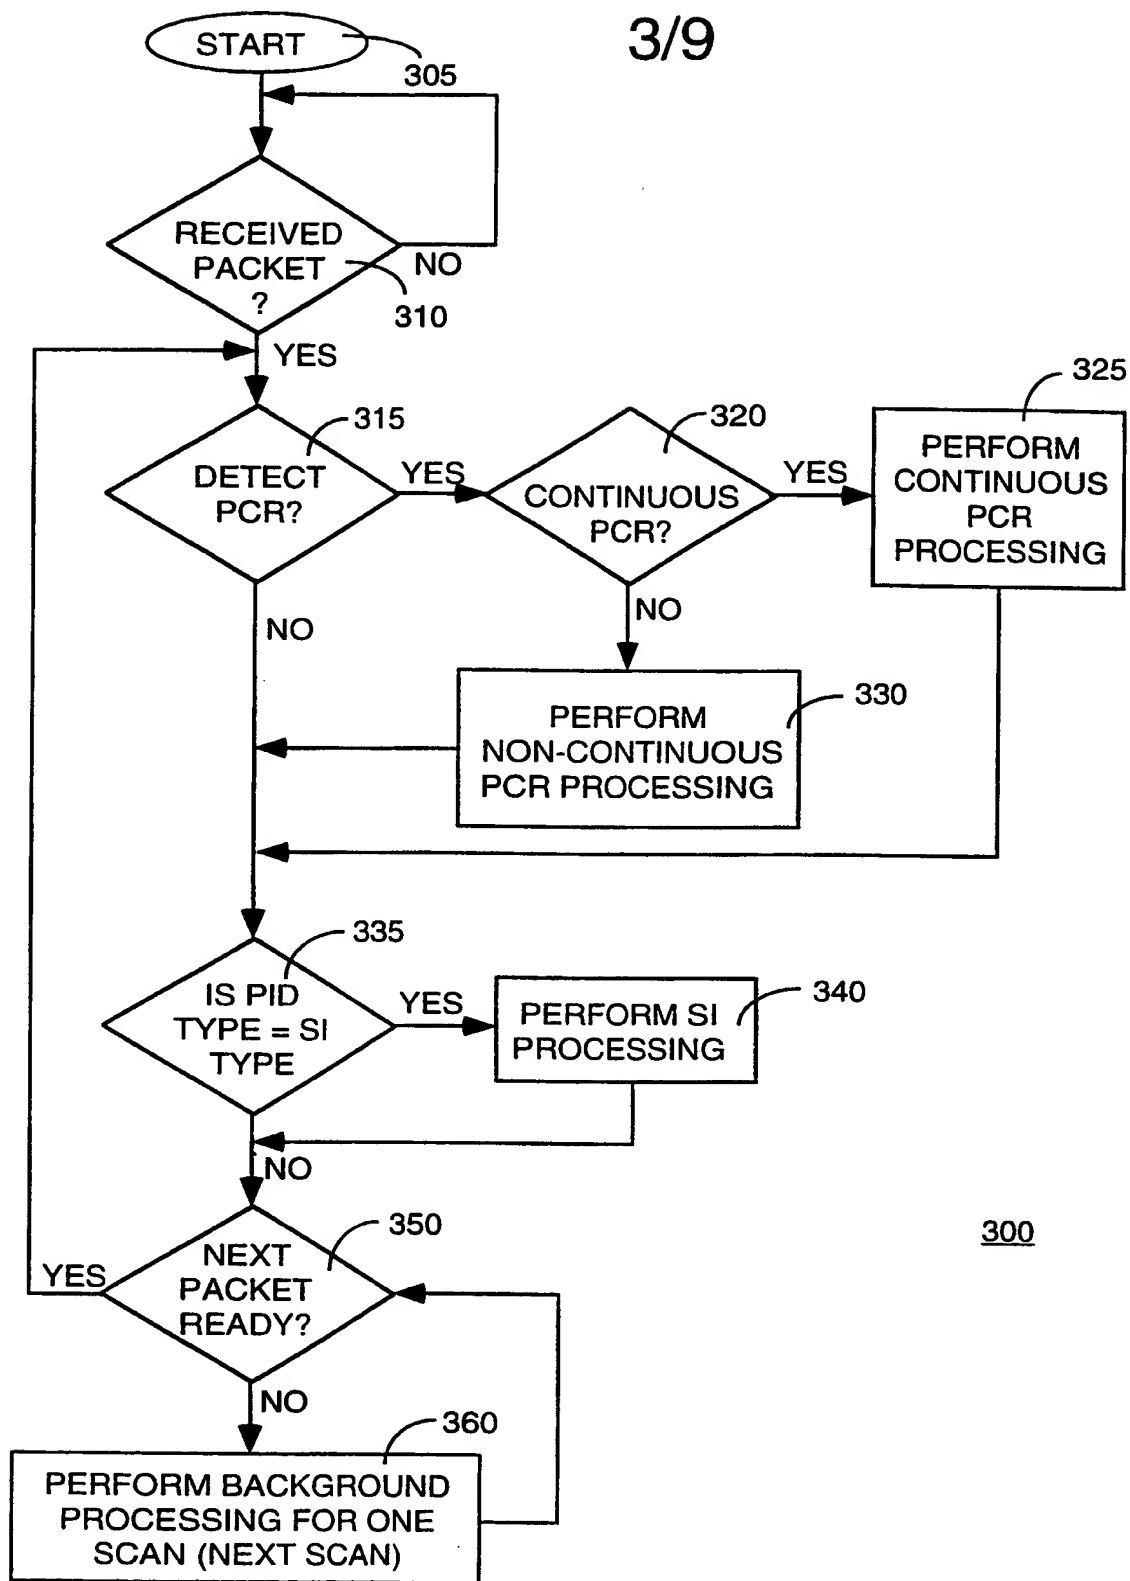 3/9
START
305
RECEIVED
PACKET
?
NO
310
YES
315
DETECT
PCR?
YES
320
CONTINUOUS
PCR?
YES
325
PERFORM
CONTINUOUS
PCR
PROCESSING
NO
NO
330
PERFORM
NON-CONTINUOUS
PCR PROCESSING
335
IS PID
TYPE = SI
TYPE
YES
340
PERFORM SI
PROCESSING
NO
350
NEXT
PACKET
READY?
YES
300
NO
360
PERFORM BACKGROUND
PROCESSING FOR ONE
SCAN (NEXT SCAN)